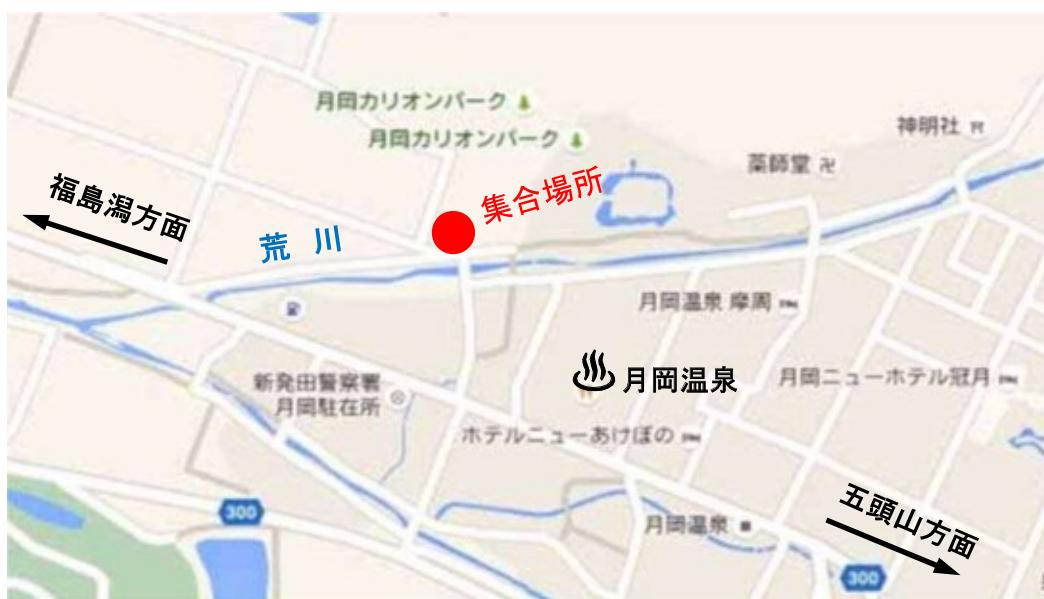 月岡カリオンパーク
月岡カリオンパーク
神明社
薬師堂
集合場所
福島潟方面
荒川
月岡温泉 摩周
月岡温泉
月岡ニューホテル冠月
新発田警察署
月岡駐在所
ホテルニューあけぼの
五頭山方面
300
月岡温泉
300